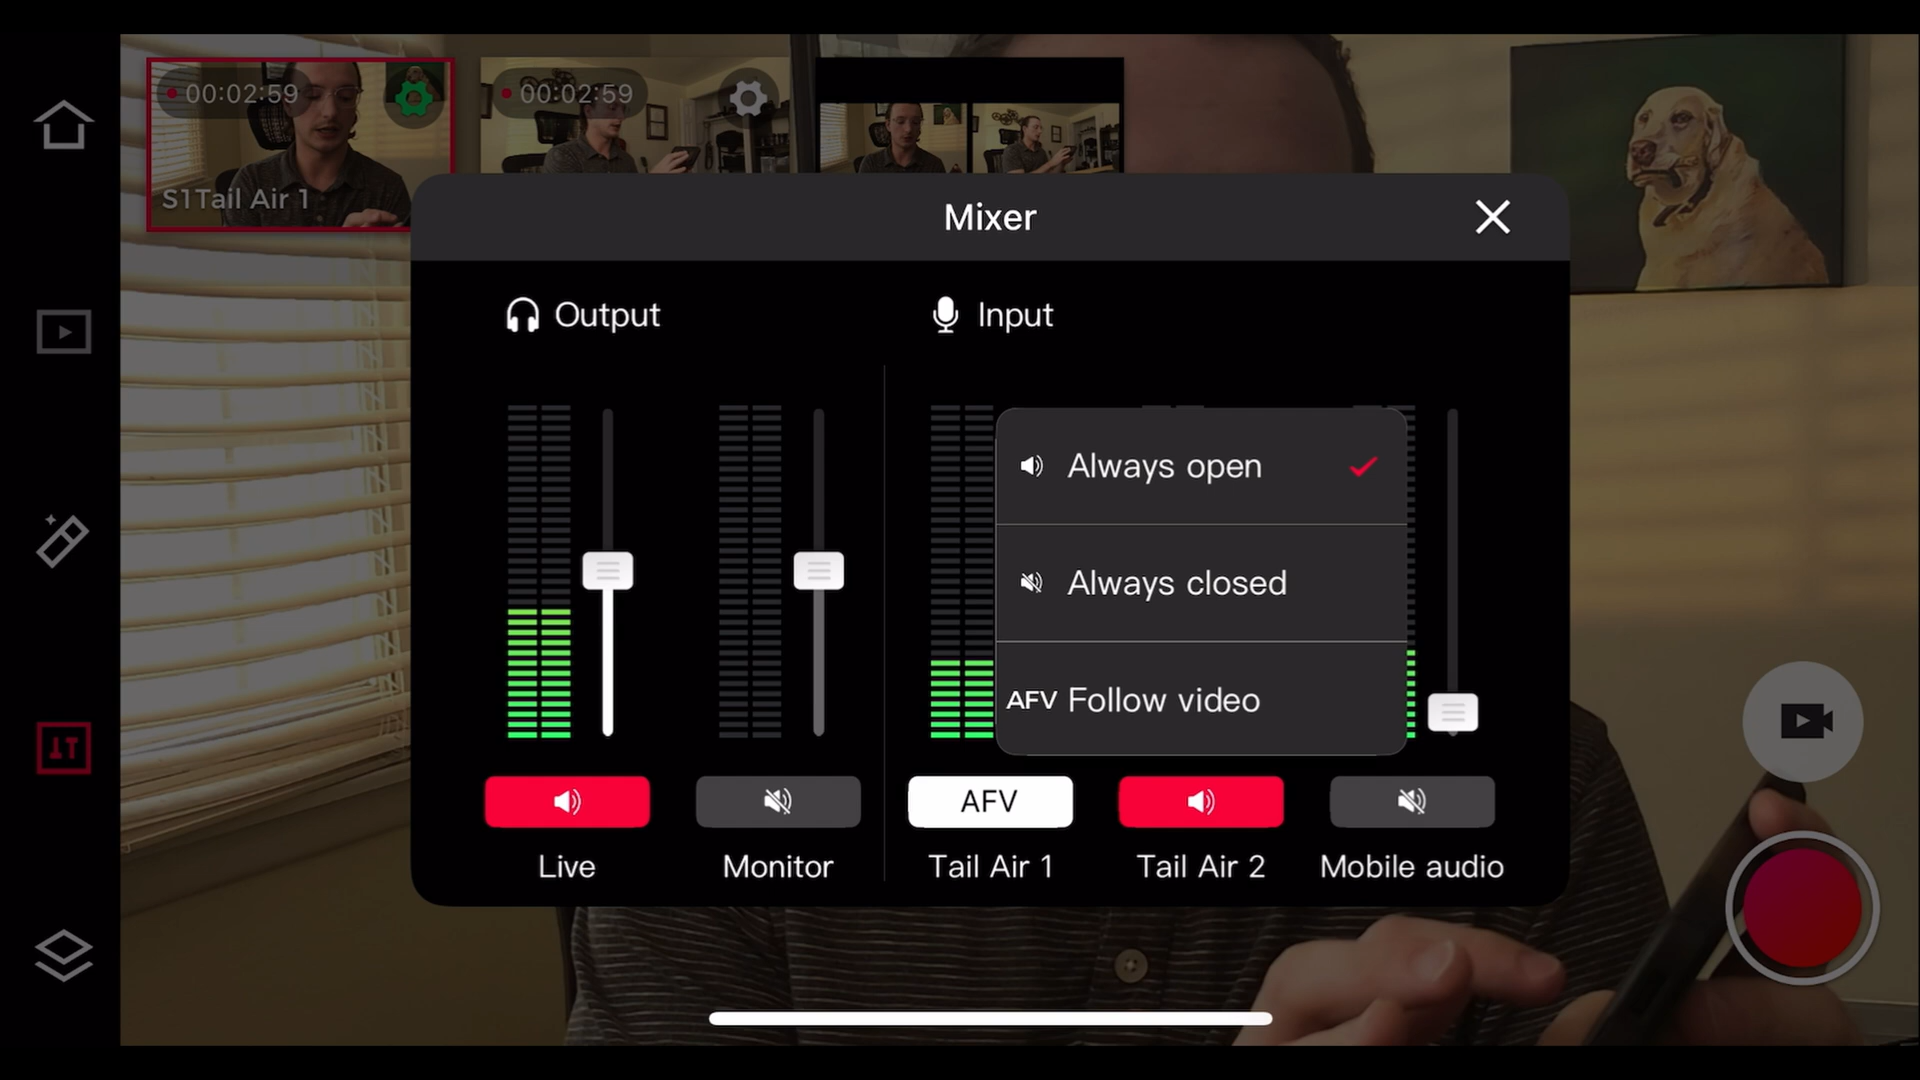 00:02:59
00:02:59
S1Tail Air 1
Mixer
Output
Input
Always open
Always closed
AFV Follow video
AFV
Live
Monitor
Tail Air 1
Tail Air 2
Mobile audio